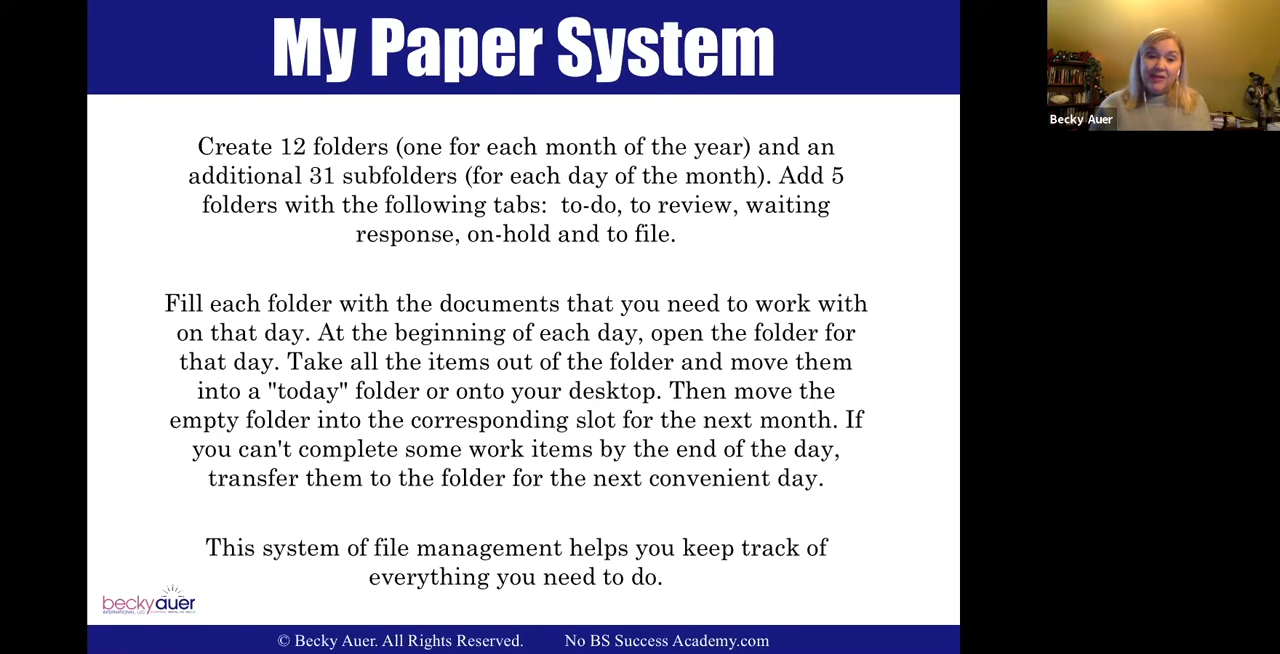 My Paper System
Create 12 folders (one for each month of the year) and an
additional 31 subfolders (for each day of the month). Add 5
folders with the following tabs:  to-do, to review, waiting
response, on-hold and to file.
Fill each folder with the documents that you need to work with
on that day. At the beginning of each day, open the folder for
that day. Take all the items out of the folder and move them
into a "today" folder or onto your desktop. Then move the
empty folder into the corresponding slot for the next month. If
you can't complete some work items by the end of the day,
transfer them to the folder for the next convenient day.
This system of file management helps you keep track of
everything you need to do.
beckyauer
INTERNATIONAL LLC.
© Becky Auer. All Rights Reserved. No BS Success Academy.com
Becky Auer